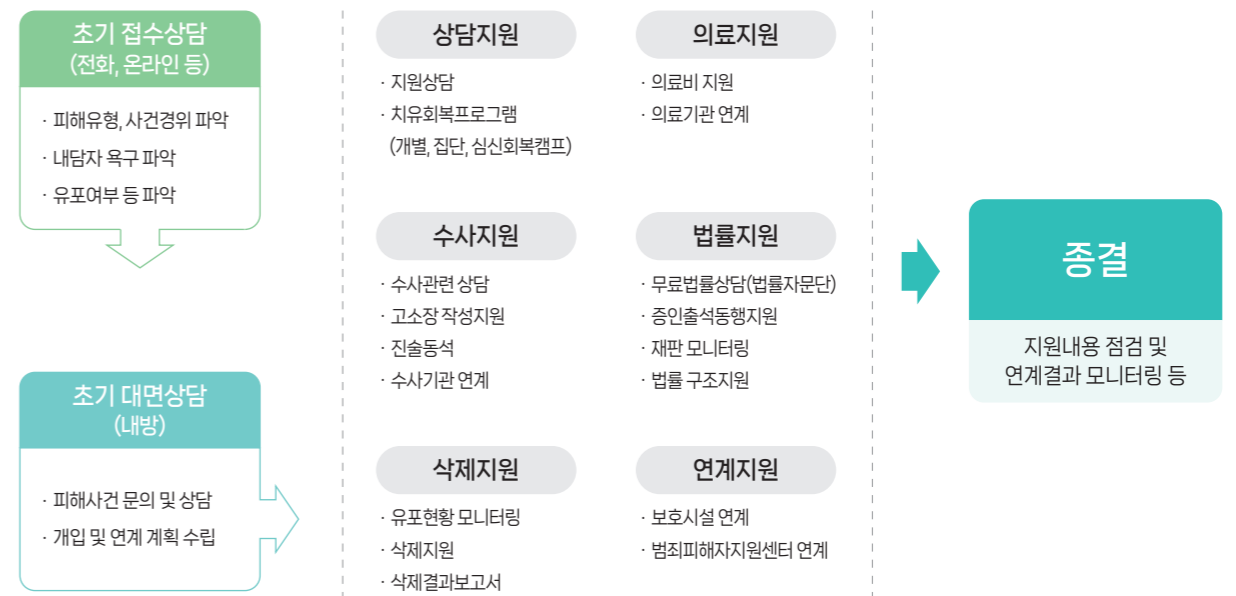 초기 접수상담
(전화, 온라인 등)
· 피해유형, 사건경위 파악
· 내담자 욕구 파악
· 유포여부 등 파악
초기 대면상담
(내방)
· 피해사건 문의 및 상담
· 개입 및 연계 계획 수립
상담지원
· 지원상담
· 치유회복프로그램
(개별, 집단, 심신회복캠프)
의료지원
· 의료비 지원
· 의료기관 연계
수사지원
· 수사관련 상담
· 고소장 작성지원
· 진술동석
· 수사기관 연계
법률지원
· 무료법률상담(법률자문단)
· 증인출석동행지원
· 재판 모니터링
· 법률 구조지원
삭제지원
· 유포현황 모니터링
· 삭제지원
· 삭제결과보고서
연계지원
· 보호시설 연계
· 범죄피해자지원센터 연계
종결
지원내용 점검 및
연계결과 모니터링 등